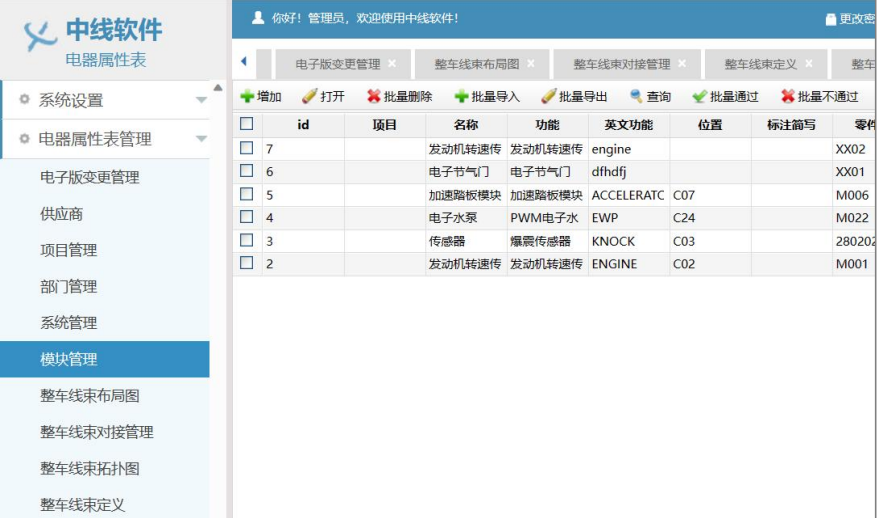 中线软件
电器属性表
系统设置
电器属性表管理
电子版变更管理
供应商
项目管理
部门管理
系统管理
模块管理
整车线束布局图
整车线束对接管理
整车线束拓扑图
整车线束定义
你好！管理员，欢迎使用中线软件！ 更改密
电子版变更管理 × 整车线束布局图 × 整车线束对接管理 × 整车线束定义 × 整车
增加 打开 批量删除 批量导入 批量导出 查询 批量通过 批量不通过
id 项目 名称 功能 英文功能 位置 标注简写 零件
7 发动机转速传 发动机转速传 engine XX02
6 电子节气门 电子节气门 dfhdfj XX01
5 加速踏板模块 加速踏板模块 ACCELERATC C07 M006
4 电子水泵 PWM电子水 EWP C24 M022
3 传感器 爆震传感器 KNOCK C03 280202
2 发动机转速传 发动机转速传 ENGINE C02 M001